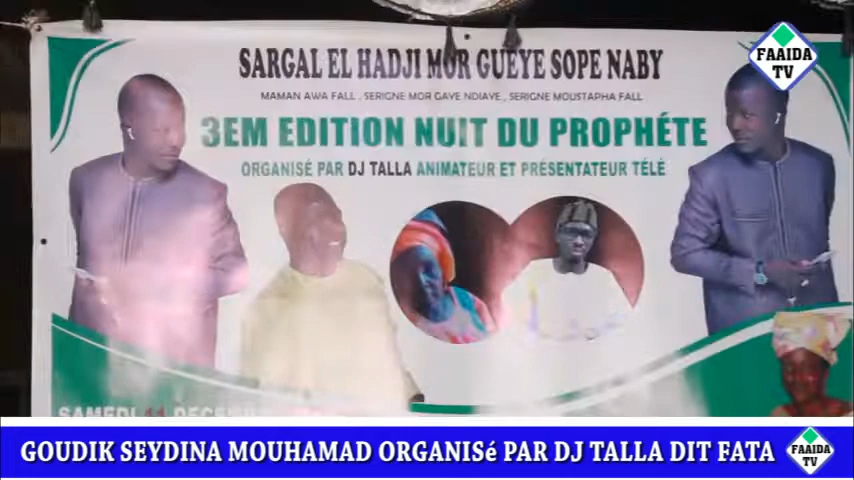 SARGAL EL HADJI MOR GUEYE SOPE NABY
FAAIDA
TV
MAMAN AWA FALL . SERIGNE MOR GAYE NDIAYE , SERIGNE MOUSTAPHA FALL
3EM EDITION NUIT DU PROPHÉTE
ORGANISÉ PAR DJ TALLA ANIMATEUR ET PRÉSENTATEUR TÉLÉ
SAMEDI 11
GOUDIK SEYDINA MOUHAMAD ORGANISé PAR DJ TALLA DIT FATA
FAAIDA
TV